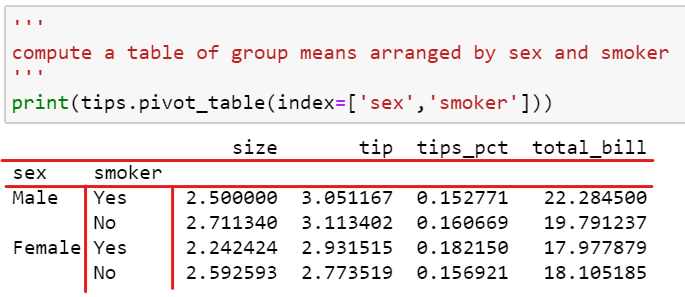 '''
compute a table of group means arranged by sex and smoker
'''
print(tips.pivot_table(index=['sex','smoker']))
size tip tips_pct total_bill
sex smoker
Male Yes 2.500000 3.051167 0.152771 22.284500
No 2.711340 3.113402 0.160669 19.791237
Female Yes 2.242424 2.931515 0.182150 17.977879
No 2.592593 2.773519 0.156921 18.105185